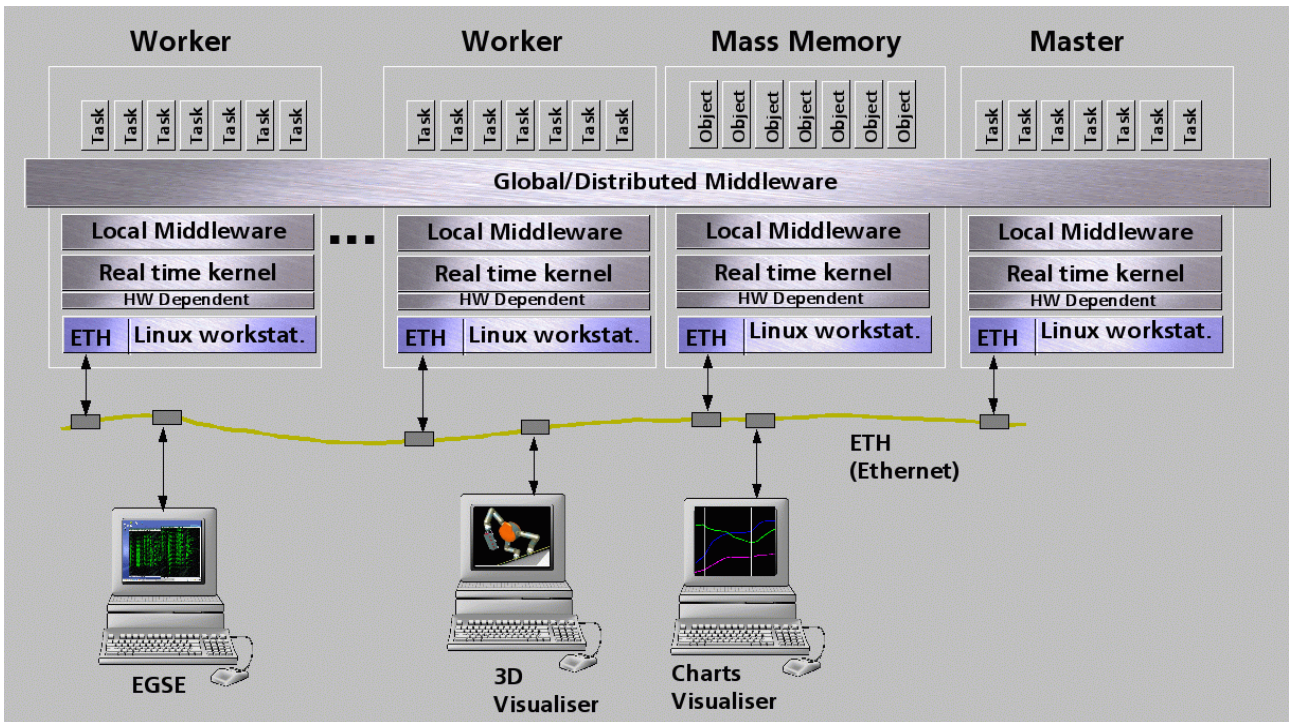 Worker
Worker
Mass Memory
Master
Task Task Task Task Task Task Task
Task Task Task Task Task Task Task
Object Object Object Object Object Object Object
Task Task Task Task Task Task Task
Global/Distributed Middleware
Local Middleware
Real time kernel
HW Dependent
ETH Linux workstat.
...
Local Middleware
Real time kernel
HW Dependent
ETH Linux workstat.
Local Middleware
Real time kernel
HW Dependent
ETH Linux workstat.
Local Middleware
Real time kernel
HW Dependent
ETH Linux workstat.
ETH
(Ethernet)
EGSE
3D
Visualiser
Charts
Visualiser